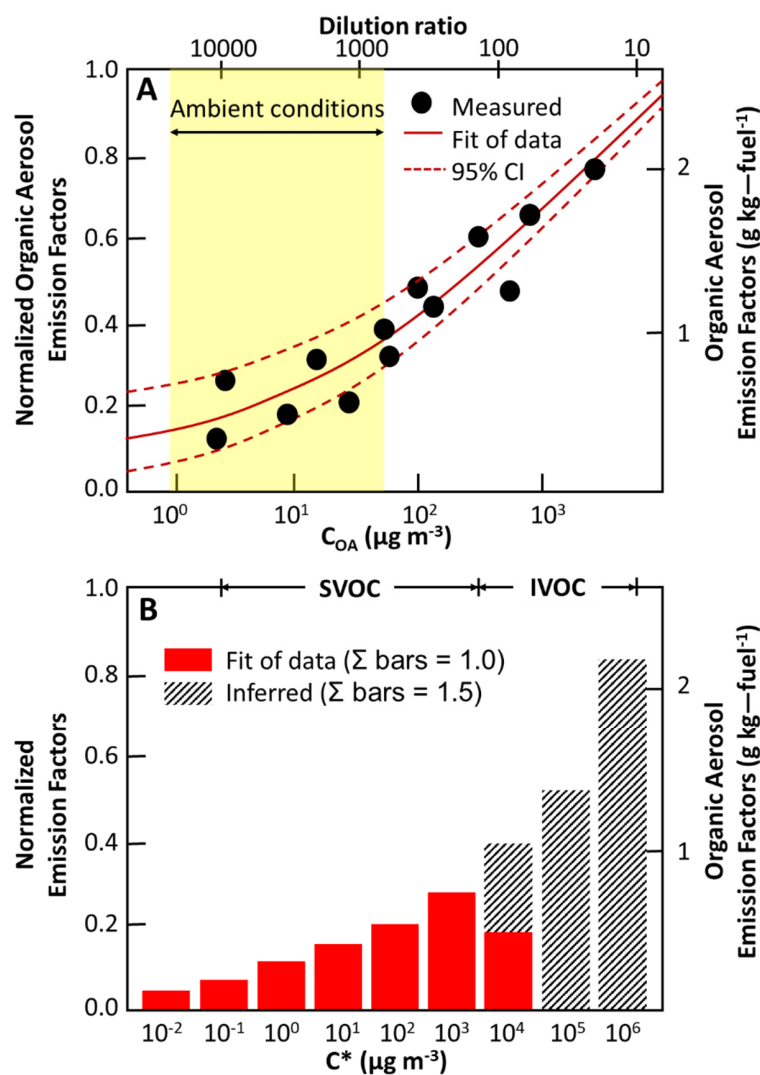 Dilution ratio
10000 1000 100 10
A
Ambient conditions
Measured
Fit of data
95% CI
Normalized Organic Aerosol
Emission Factors
1.0
0.8
0.6
0.4
0.2
0.0
2
1
Organic Aerosol
Emission Factors (g kg—fuel⁻¹)
10⁰ 10¹ 10² 10³
C_OA (µg m⁻³)
B
SVOC IVOC
Fit of data (Σ bars = 1.0)
Inferred (Σ bars = 1.5)
Normalized
Emission Factors
1.0
0.8
0.6
0.4
0.2
0.0
2
1
Organic Aerosol
Emission Factors (g kg—fuel⁻¹)
10⁻² 10⁻¹ 10⁰ 10¹ 10² 10³ 10⁴ 10⁵ 10⁶
C* (µg m⁻³)